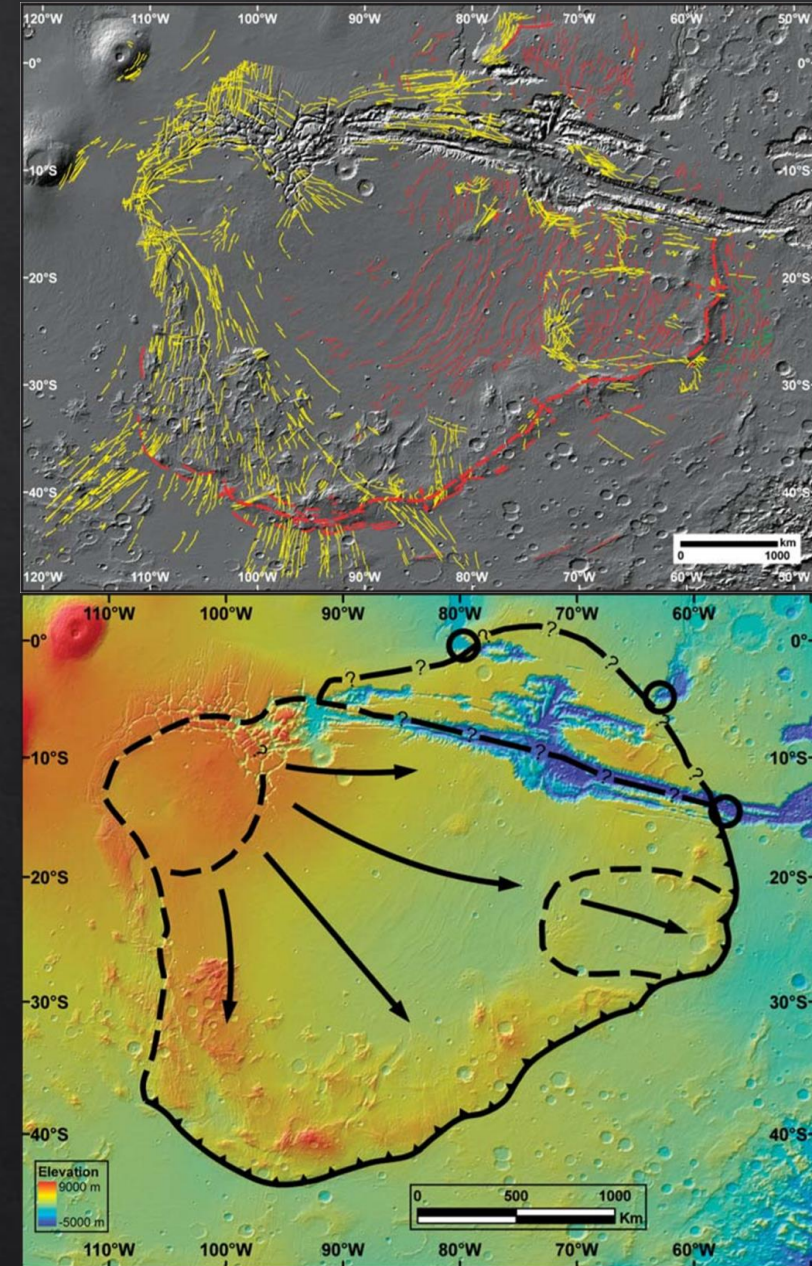 120°W 110°W 100°W 90°W 80°W 70°W 60°W 50°W
0° 0°
10°S 10°S
20°S 20°S
30°S 30°S
40°S 40°S
km
0 1000
120°W 110°W 100°W 90°W 80°W 70°W 60°W 50°W
110°W 100°W 90°W 80°W 70°W 60°W
0° ? ? ? ? ? 0°
? ?
10°S ? ? ? ? ? ? ? 10°S
20°S 20°S
30°S 30°S
40°S 40°S
Elevation
9000 m
-5000 m
0 500 1000
Km
110°W 100°W 90°W 80°W 70°W 60°W